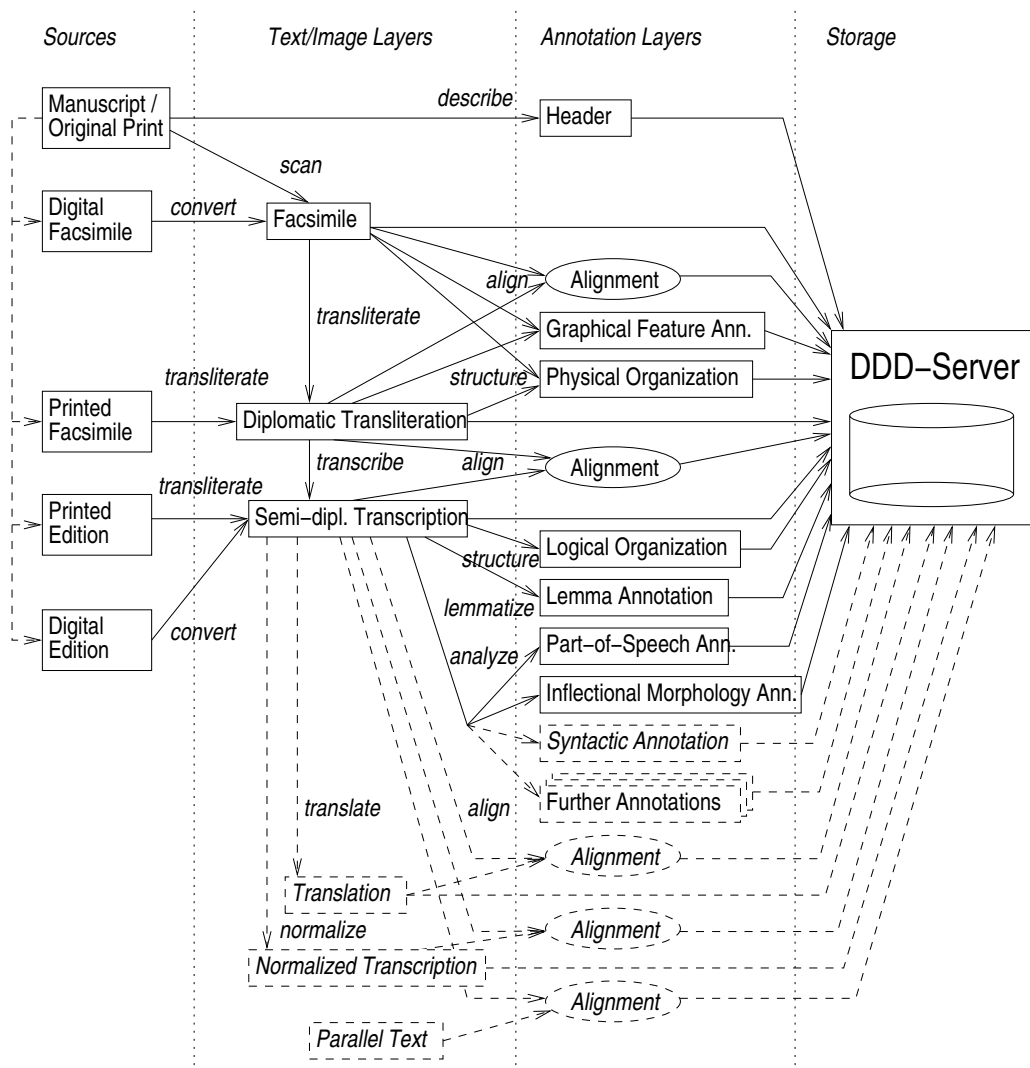 Sources
Text/Image Layers
Annotation Layers
Storage
Manuscript /
Original Print
describe
Header
scan
Digital
Facsimile
convert
Facsimile
align
Alignment
transliterate
Graphical Feature Ann.
DDD–Server
structure
Physical Organization
Printed
Facsimile
transliterate
Diplomatic Transliteration
transcribe
align
Alignment
Printed
Edition
transliterate
Semi–dipl. Transcription
structure
Logical Organization
lemmatize
Lemma Annotation
Digital
Edition
convert
analyze
Part–of–Speech Ann.
Inflectional Morphology Ann.
Syntactic Annotation
Further Annotations
translate
align
Alignment
Translation
normalize
Alignment
Normalized Transcription
Alignment
Parallel Text